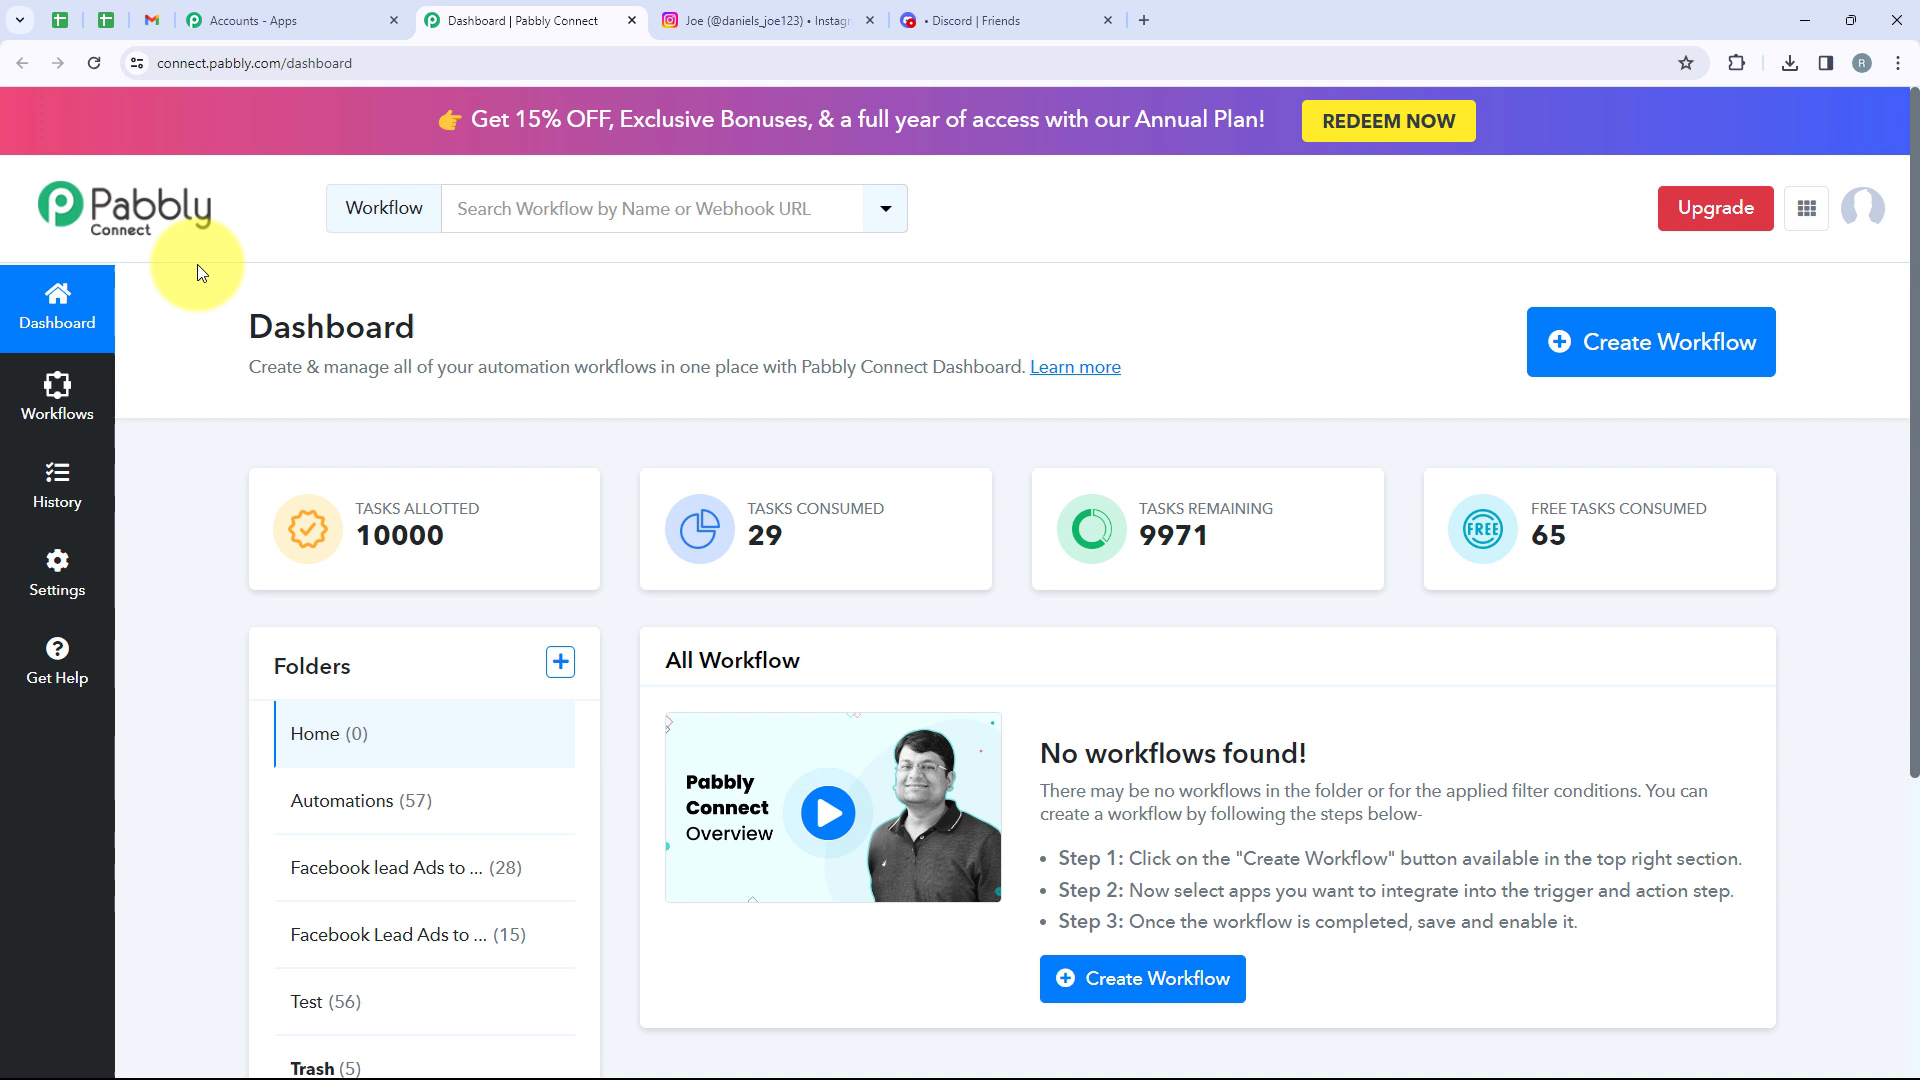 Accounts - Apps
Dashboard | Pabbly Connect
Joe (@daniels_joe123) • Instagr
• Discord | Friends
connect.pabbly.com/dashboard
R
👉 Get 15% OFF, Exclusive Bonuses, & a full year of access with our Annual Plan!
REDEEM NOW
Pabbly
Connect
Workflow
Search Workflow by Name or Webhook URL
Upgrade
Dashboard
Workflows
History
Settings
Get Help
Dashboard
Create & manage all of your automation workflows in one place with Pabbly Connect Dashboard. Learn more
Create Workflow
TASKS ALLOTTED
10000
TASKS CONSUMED
29
TASKS REMAINING
9971
FREE
FREE TASKS CONSUMED
65
Folders
Home (0)
Automations (57)
Facebook lead Ads to ... (28)
Facebook Lead Ads to ... (15)
Test (56)
Trash (5)
All Workflow
Pabbly
Connect
Overview
No workflows found!
There may be no workflows in the folder or for the applied filter conditions. You can
create a workflow by following the steps below-
• Step 1: Click on the "Create Workflow" button available in the top right section.
• Step 2: Now select apps you want to integrate into the trigger and action step.
• Step 3: Once the workflow is completed, save and enable it.
Create Workflow